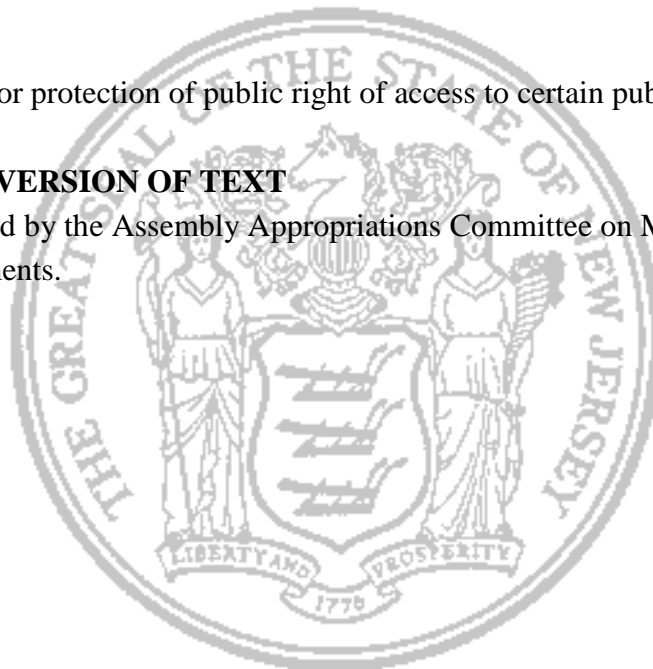 or protection of public right of access to certain pub
VERSION OF TEXT
d by the Assembly Appropriations Committee on M
nents.
THE GREAT SEAL OF THE STATE OF NEW JERSEY
LIBERTY AND PROSPERITY
1776